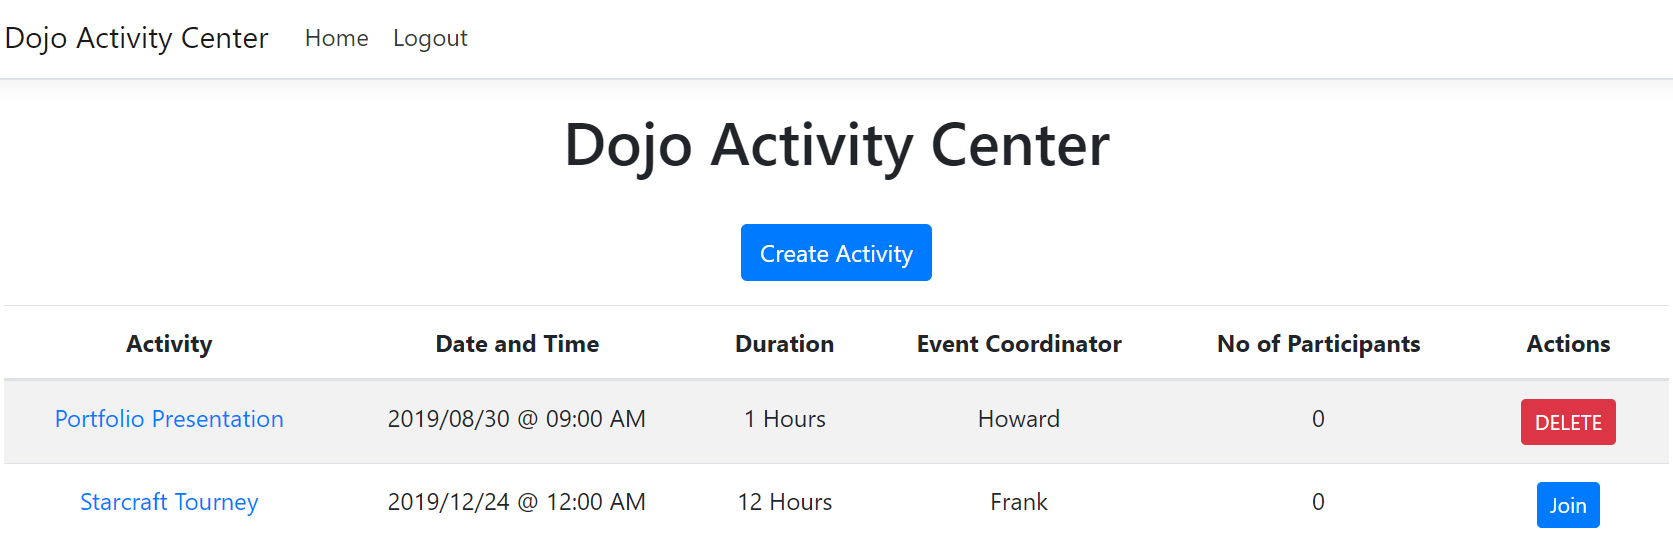 Dojo Activity Center Home Logout
Dojo Activity Center
Create Activity
Activity Date and Time Duration Event Coordinator No of Participants Actions
Portfolio Presentation 2019/08/30 @ 09:00 AM 1 Hours Howard 0 DELETE
Starcraft Tourney 2019/12/24 @ 12:00 AM 12 Hours Frank 0 Join